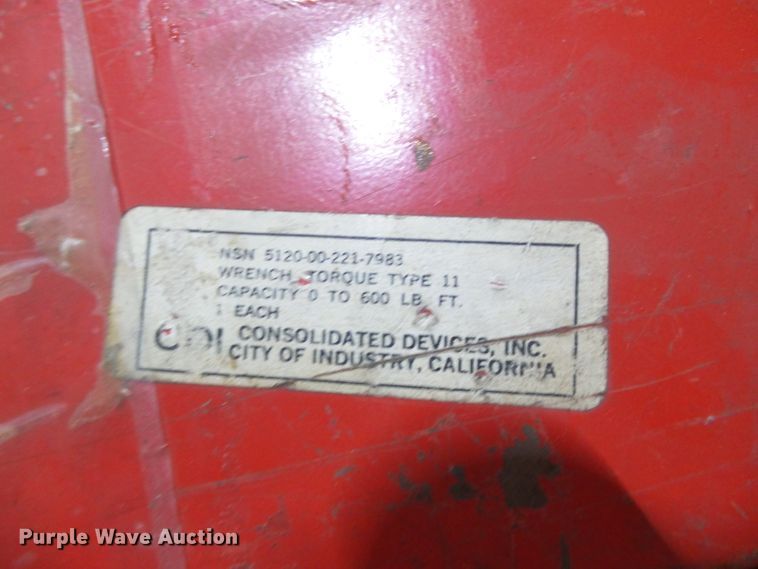 NSN 5120-00-221-7983
WRENCH, TORQUE TYPE 11
CAPACITY 0 TO 600 LB. FT.
1 EACH
CDI CONSOLIDATED DEVICES, INC.
CITY OF INDUSTRY, CALIFORNIA
Purple Wave Auction